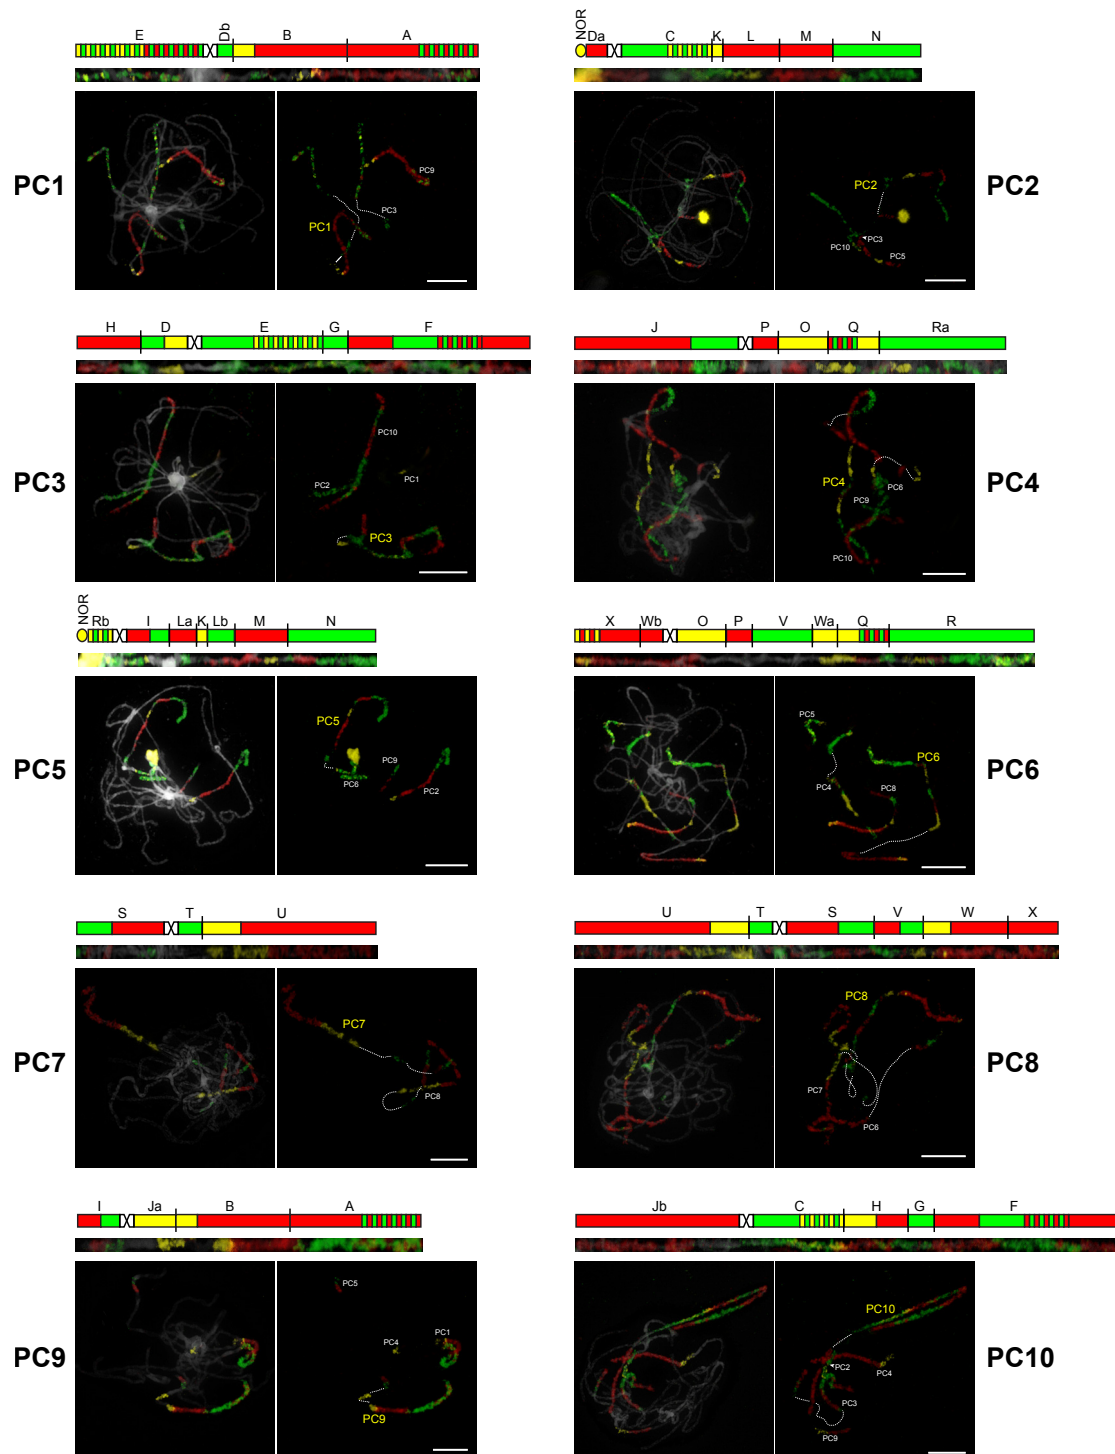 E Db B A
PC1
PC9
PC3
PC1
NOR Da C K L M N
PC2
PC2
PC3
PC10
PC5
H D E G F
PC3
PC10
PC2
PC1
PC3
J P O Q Ra
PC4
PC4
PC6
PC9
PC10
NOR Rb I La K Lb M N
PC5
PC5
PC9
PC6
PC2
X Wb O P V Wa Q R
PC6
PC5
PC6
PC4
PC8
S T U
PC7
PC7
PC8
U T S V W X
PC8
PC8
PC7
PC6
I Ja B A
PC9
PC5
PC4
PC1
PC9
Jb C H G F
PC10
PC10
PC2
PC4
PC3
PC9